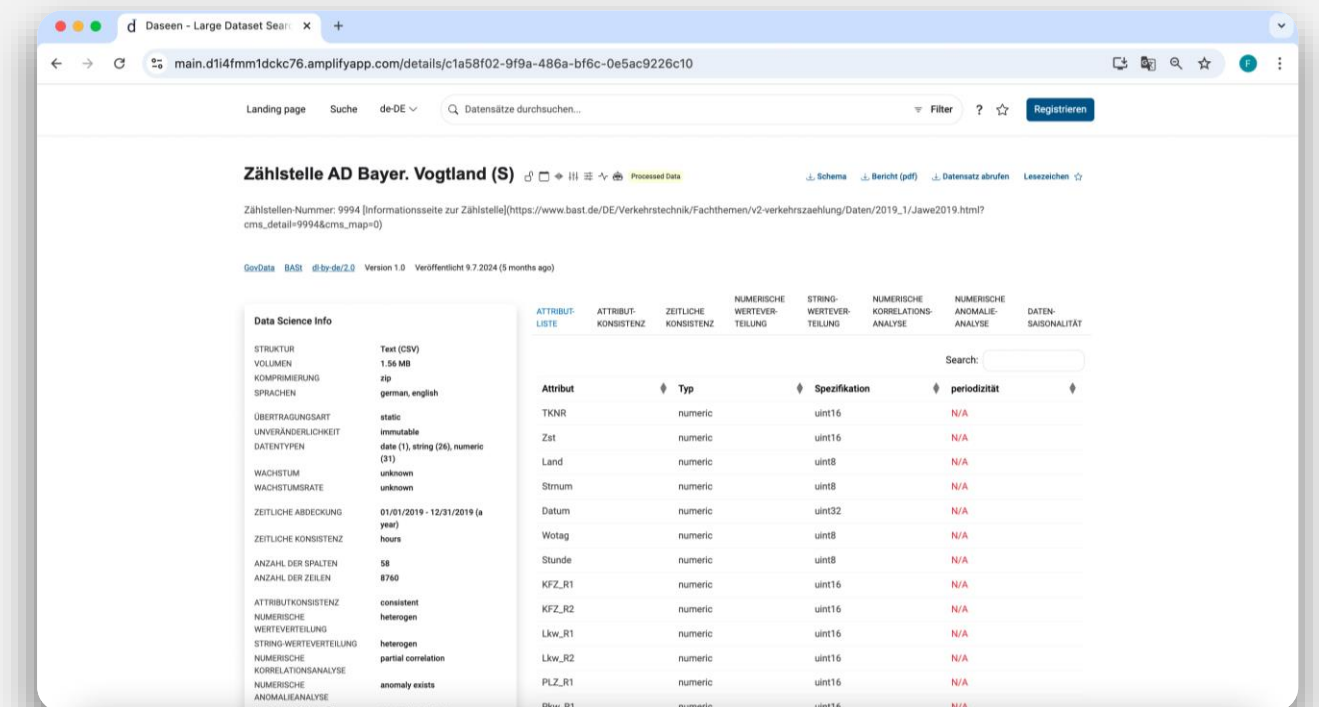 d Daseen - Large Dataset Sear
main.d1i4fmm1dckc76.amplifyapp.com/details/c1a58f02-9f9a-486a-bf6c-0e5ac9226c10
F
Landing page Suche de-DE Datensätze durchsuchen... Filter ? Registrieren
Zählstelle AD Bayer. Vogtland (S) Processed Data Schema Bericht (pdf) Datensatz abrufen Lesezeichen
Zählstellen-Nummer: 9994 [Informationsseite zur Zählstelle](https://www.bast.de/DE/Verkehrstechnik/Fachthemen/v2-verkehrszaehlung/Daten/2019_1/Jawe2019.html?
cms_detail=9994&cms_map=0)
GovData BASt dl-by-de/2.0 Version 1.0 Veröffentlicht 9.7.2024 (5 months ago)
Data Science Info
STRUKTUR Text (CSV)
VOLUMEN 1.56 MB
KOMPRIMIERUNG zip
SPRACHEN german, english
ÜBERTRAGUNGSART static
UNVERÄNDERLICHKEIT immutable
DATENTYPEN date (1), string (26), numeric
(31)
WACHSTUM unknown
WACHSTUMSRATE unknown
ZEITLICHE ABDECKUNG 01/01/2019 - 12/31/2019 (a
year)
ZEITLICHE KONSISTENZ hours
ANZAHL DER SPALTEN 58
ANZAHL DER ZEILEN 8760
ATTRIBUTKONSISTENZ consistent
NUMERISCHE heterogen
WERTEVERTEILUNG
STRING-WERTEVERTEILUNG heterogen
NUMERISCHE partial correlation
KORRELATIONSANALYSE
NUMERISCHE anomaly exists
ANOMALIEANALYSE
ATTRIBUT-
LISTE
ATTRIBUT-
KONSISTENZ
ZEITLICHE
KONSISTENZ
NUMERISCHE
WERTEVER-
TEILUNG
STRING-
WERTEVER-
TEILUNG
NUMERISCHE
KORRELATIONS-
ANALYSE
NUMERISCHE
ANOMALIE-
ANALYSE
DATEN-
SAISONALITÄT
Search:
Attribut Typ Spezifikation periodizität
TKNR numeric uint16 N/A
Zst numeric uint16 N/A
Land numeric uint8 N/A
Strnum numeric uint8 N/A
Datum numeric uint32 N/A
Wotag numeric uint8 N/A
Stunde numeric uint8 N/A
KFZ_R1 numeric uint16 N/A
KFZ_R2 numeric uint16 N/A
Lkw_R1 numeric uint16 N/A
Lkw_R2 numeric uint16 N/A
PLZ_R1 numeric uint16 N/A
Pkw_R1 numeric uint16 N/A